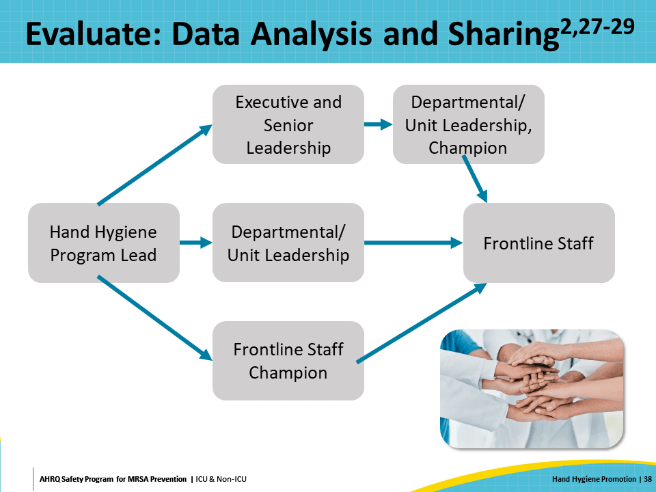 Evaluate: Data Analysis and Sharing2,27-29
Executive and
Senior
Leadership
Departmental/
Unit Leadership,
Champion
Hand Hygiene
Program Lead
Departmental/
Unit Leadership
Frontline Staff
Frontline Staff
Champion
AHRQ Safety Program for MRSA Prevention | ICU & Non-ICU
Hand Hygiene Promotion | 38